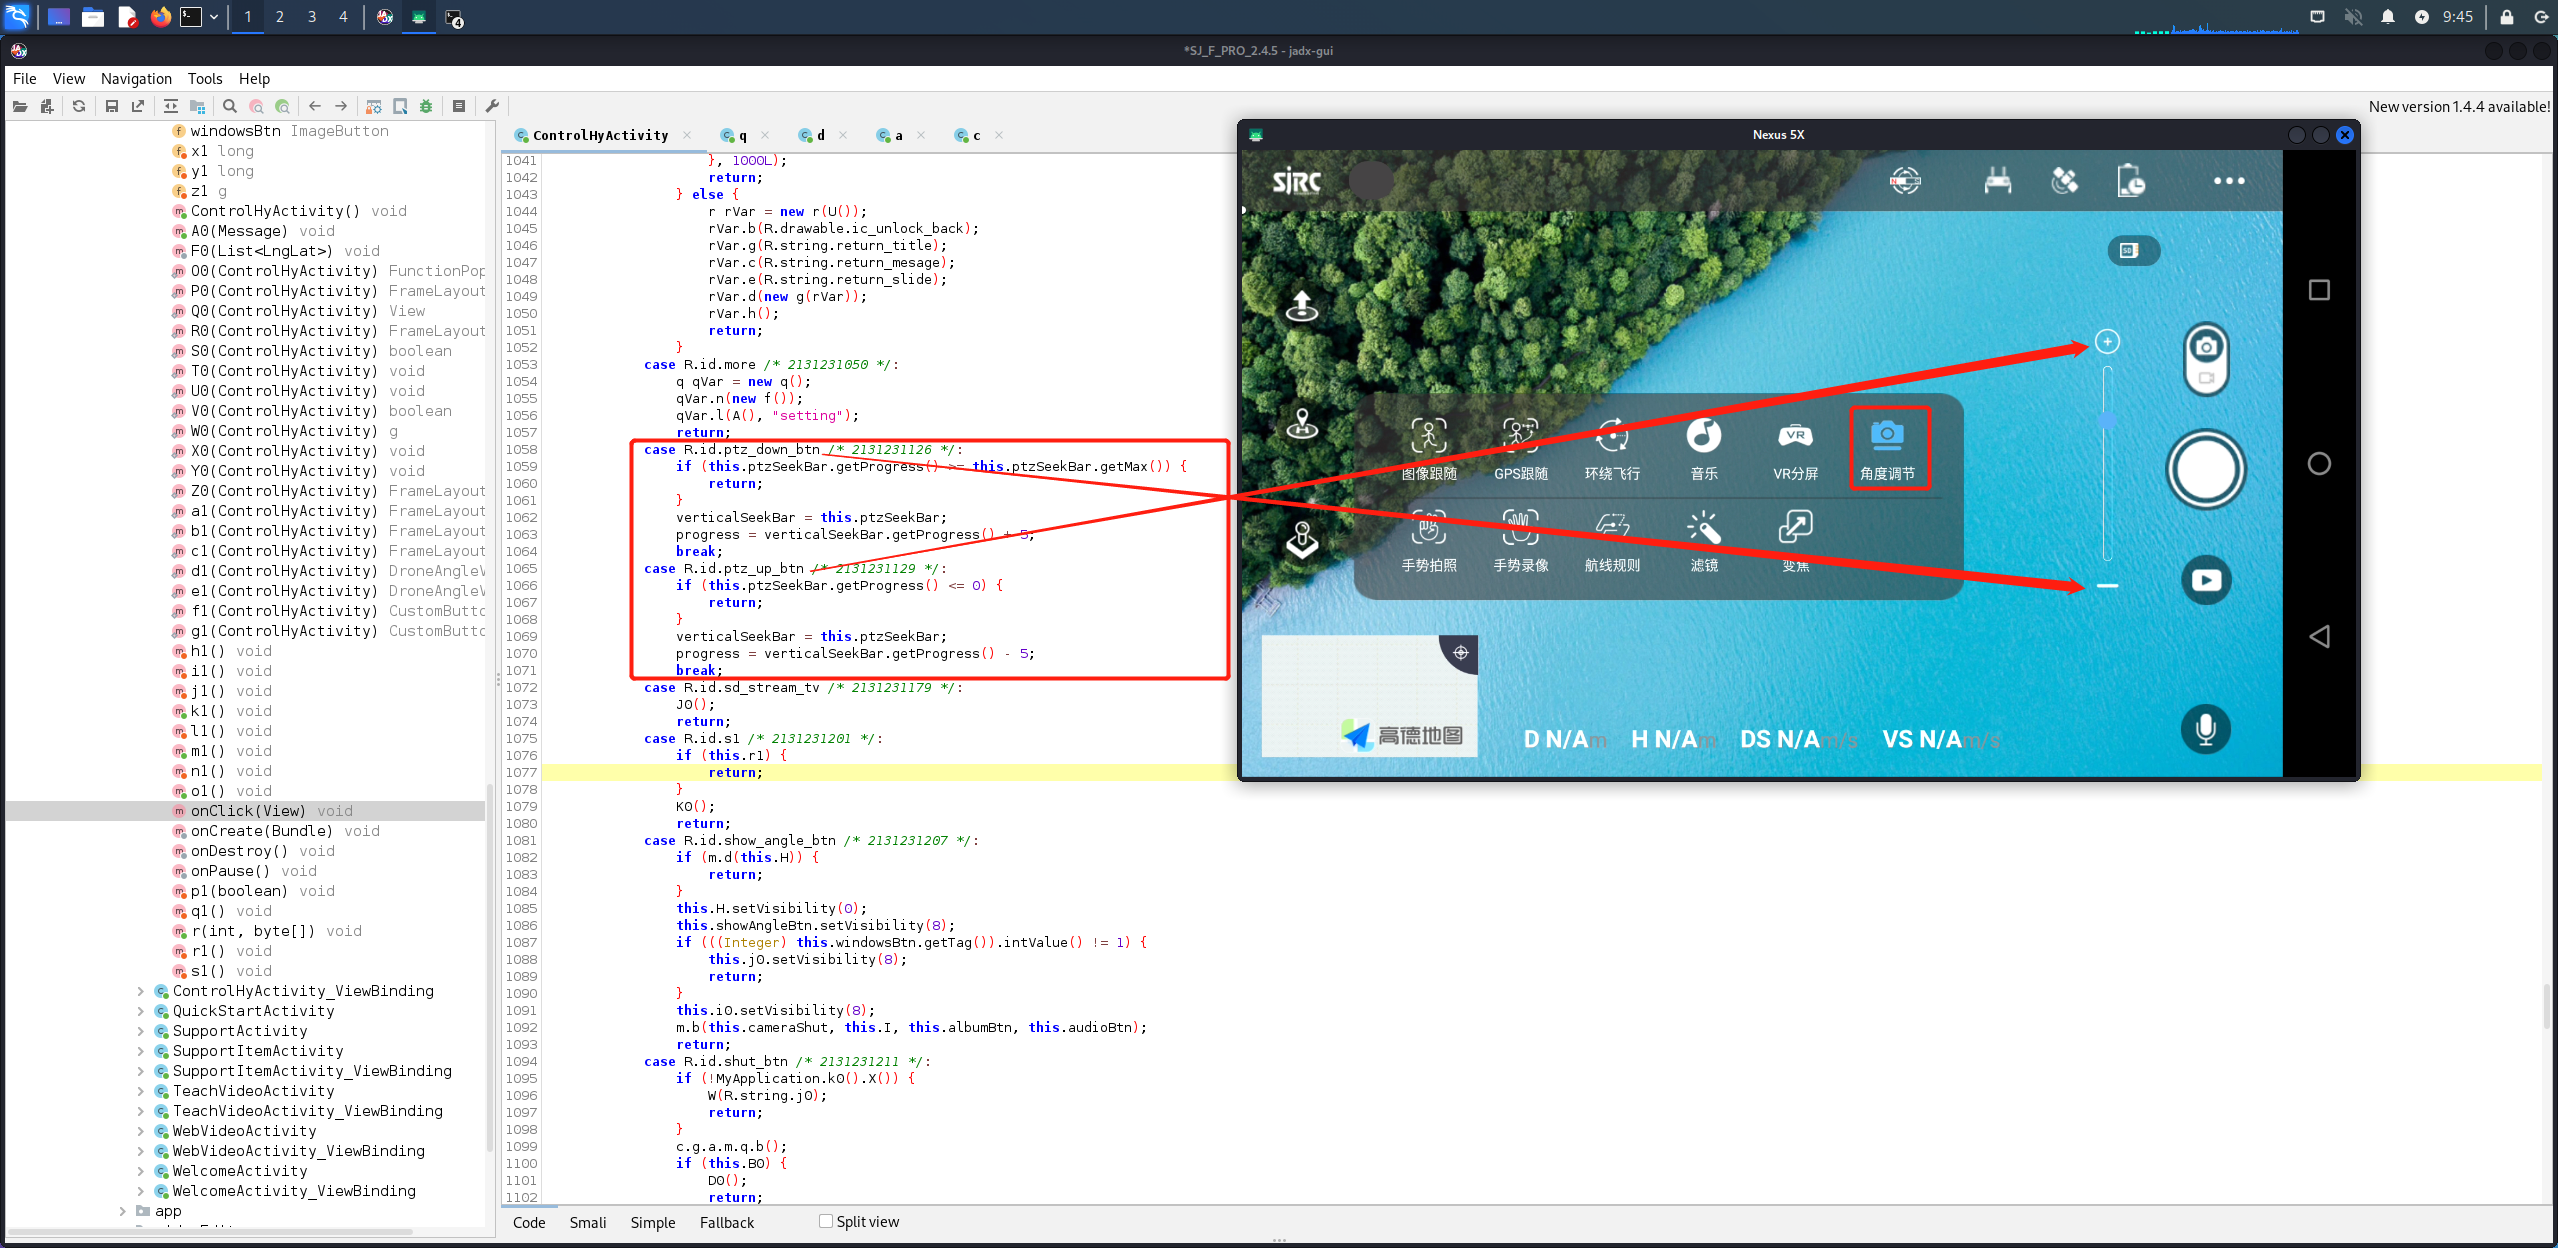 1
2
3
4
4
9:45
*SJ_F_PRO_2.4.5 - jadx-gui
File View Navigation Tools Help
New version 1.4.4 available!
windowsBtn ImageButton
x1 long
y1 long
z1 g
ControlHyActivity() void
A0(Message) void
F0(List<LngLat>) void
O0(ControlHyActivity) FunctionPop
P0(ControlHyActivity) FrameLayout
Q0(ControlHyActivity) View
R0(ControlHyActivity) FrameLayout
S0(ControlHyActivity) boolean
T0(ControlHyActivity) void
U0(ControlHyActivity) void
V0(ControlHyActivity) boolean
W0(ControlHyActivity) g
X0(ControlHyActivity) void
Y0(ControlHyActivity) void
Z0(ControlHyActivity) FrameLayout
a1(ControlHyActivity) FrameLayout
b1(ControlHyActivity) FrameLayout
c1(ControlHyActivity) FrameLayout
d1(ControlHyActivity) DroneAngleV
e1(ControlHyActivity) DroneAngleV
f1(ControlHyActivity) CustomButto
g1(ControlHyActivity) CustomButto
h1() void
i1() void
j1() void
k1() void
l1() void
m1() void
n1() void
o1() void
onClick(View) void
onCreate(Bundle) void
onDestroy() void
onPause() void
p1(boolean) void
q1() void
r(int, byte[]) void
r1() void
s1() void
ControlHyActivity_ViewBinding
QuickStartActivity
SupportActivity
SupportItemActivity
SupportItemActivity_ViewBinding
TeachVideoActivity
TeachVideoActivity_ViewBinding
WebVideoActivity
WebVideoActivity_ViewBinding
WelcomeActivity
WelcomeActivity_ViewBinding
app
ControlHyActivity q d a c
1041 }, 1000L);
1042 return;
1043 } else {
1044 r rVar = new r(U());
1045 rVar.b(R.drawable.ic_unlock_back);
1046 rVar.g(R.string.return_title);
1047 rVar.c(R.string.return_mesage);
1048 rVar.e(R.string.return_slide);
1049 rVar.d(new g(rVar));
1050 rVar.h();
1051 return;
1052 }
1053 case R.id.more /* 2131231050 */:
1054 q qVar = new q();
1055 qVar.n(new f());
1056 qVar.l(A(), "setting");
1057 return;
1058 case R.id.ptz_down_btn /* 2131231126 */:
1059 if (this.ptzSeekBar.getProgress() >= this.ptzSeekBar.getMax()) {
1060 return;
1061 }
1062 verticalSeekBar = this.ptzSeekBar;
1063 progress = verticalSeekBar.getProgress() + 5;
1064 break;
1065 case R.id.ptz_up_btn /* 2131231129 */:
1066 if (this.ptzSeekBar.getProgress() <= 0) {
1067 return;
1068 }
1069 verticalSeekBar = this.ptzSeekBar;
1070 progress = verticalSeekBar.getProgress() - 5;
1071 break;
1072 case R.id.sd_stream_tv /* 2131231179 */:
1073 J0();
1074 return;
1075 case R.id.s1 /* 2131231201 */:
1076 if (this.r1) {
1077 return;
1078 }
1079 K0();
1080 return;
1081 case R.id.show_angle_btn /* 2131231207 */:
1082 if (m.d(this.H)) {
1083 return;
1084 }
1085 this.H.setVisibility(0);
1086 this.showAngleBtn.setVisibility(8);
1087 if (((Integer) this.windowsBtn.getTag()).intValue() != 1) {
1088 this.j0.setVisibility(8);
1089 return;
1090 }
1091 this.i0.setVisibility(8);
1092 m.b(this.cameraShut, this.I, this.albumBtn, this.audioBtn);
1093 return;
1094 case R.id.shut_btn /* 2131231211 */:
1095 if (!MyApplication.k0().X()) {
1096 W(R.string.j0);
1097 return;
1098 }
1099 c.g.a.m.q.b();
1100 if (this.B0) {
1101 D0();
1102 return;
Code Smali Simple Fallback Split view
Nexus 5X
SJRC
SD
图像跟随 GPS跟随 环绕飞行 音乐 VR分屏 角度调节
VR
手势拍照 手势录像 航线规则 滤镜 变焦
高德地图
D N/Am H N/Am DS N/Am/s VS N/Am/s